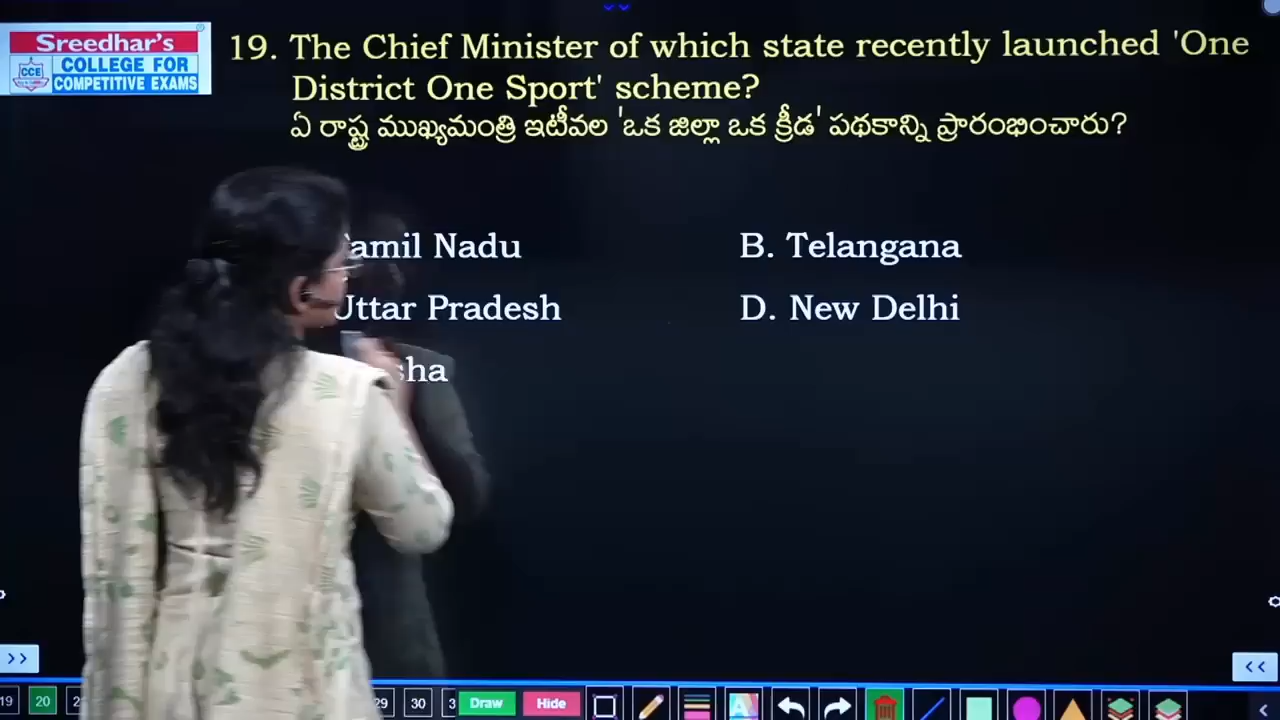 Sreedhar's
CCE
COLLEGE FOR
COMPETITIVE EXAMS
19. The Chief Minister of which state recently launched 'One
District One Sport' scheme?
ఏ రాష్ట్ర ముఖ్యమంత్రి ఇటీవల 'ఒక జిల్లా ఒక క్రీడ' పథకాన్ని ప్రారంభించారు?
amil Nadu
B. Telangana
Uttar Pradesh
D. New Delhi
sha
>>
<<
19 20 29 30 3 Draw Hide